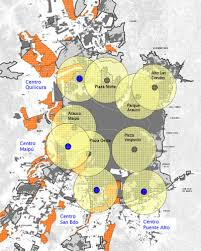 Centro
Quilicura
Plaza Norte
Alto Las
Condes
Parque
Arauco
Arauco
Maipú
Centro
Maipú
Plaza Oeste
Plaza
Vespucio
Centro
San Bdo
Centro
Puente Alto